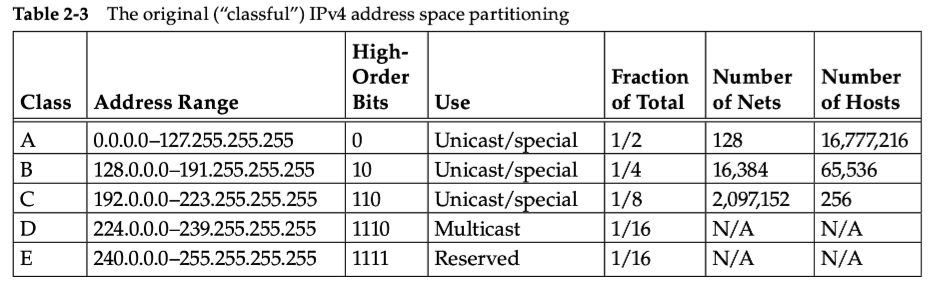 Table 2-3 The original (“classful”) IPv4 address space partitioning
Class Address Range High-Order Bits Use Fraction of Total Number of Nets Number of Hosts
A 0.0.0.0–127.255.255.255 0 Unicast/special 1/2 128 16,777,216
B 128.0.0.0–191.255.255.255 10 Unicast/special 1/4 16,384 65,536
C 192.0.0.0–223.255.255.255 110 Unicast/special 1/8 2,097,152 256
D 224.0.0.0–239.255.255.255 1110 Multicast 1/16 N/A N/A
E 240.0.0.0–255.255.255.255 1111 Reserved 1/16 N/A N/A